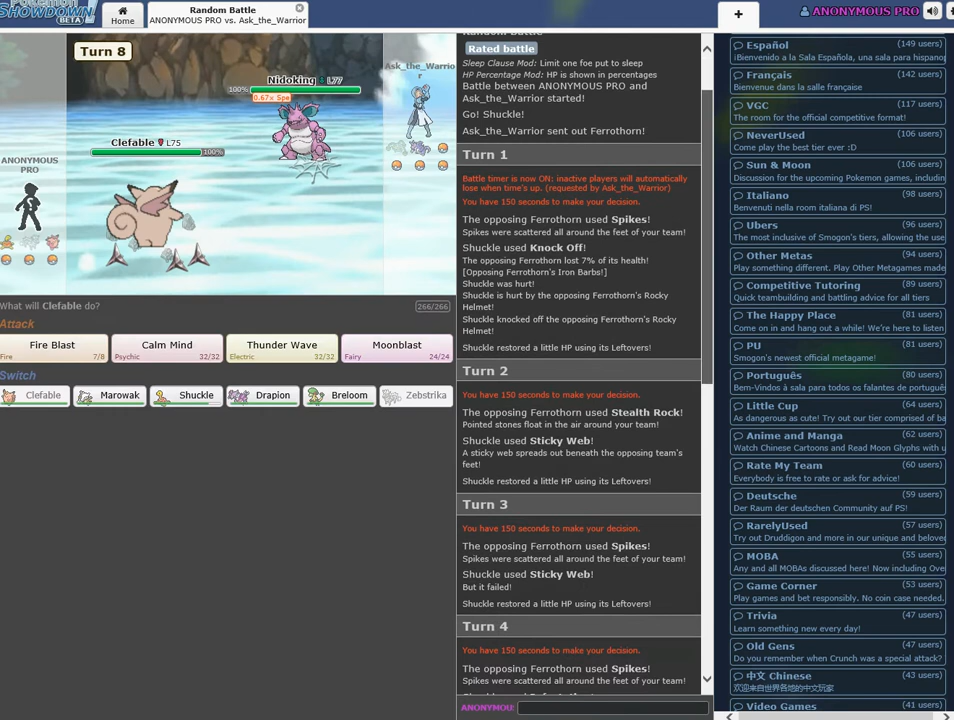 Pokémon
SHOWDOWN
BETA
Home
Random Battle
ANONYMOUS PRO vs. Ask_the_Warrior
+
ANONYMOUS PRO
Turn 8
Nidoking L77
100%
0.67x Spe
Clefable L75
100%
ANONYMOUS
PRO
Ask_the_Warrio
r
What will Clefable do?
266/266
Attack
Fire Blast
Fire 7/8
Calm Mind
Psychic 32/32
Thunder Wave
Electric 32/32
Moonblast
Fairy 24/24
Switch
Clefable
Marowak
Shuckle
Drapion
Breloom
Zebstrika
Random Battle
Rated battle
Sleep Clause Mod: Limit one foe put to sleep
HP Percentage Mod: HP is shown in percentages
Battle between ANONYMOUS PRO and
Ask_the_Warrior started!
Go! Shuckle!
Ask_the_Warrior sent out Ferrothorn!
Turn 1
Battle timer is now ON: inactive players will automatically
lose when time's up. (requested by Ask_the_Warrior)
You have 150 seconds to make your decision.
The opposing Ferrothorn used Spikes!
Spikes were scattered all around the feet of your team!
Shuckle used Knock Off!
The opposing Ferrothorn lost 7% of its health!
[Opposing Ferrothorn's Iron Barbs!]
Shuckle was hurt!
Shuckle is hurt by the opposing Ferrothorn's Rocky
Helmet!
Shuckle knocked off the opposing Ferrothorn's Rocky
Helmet!
Shuckle restored a little HP using its Leftovers!
Turn 2
You have 150 seconds to make your decision.
The opposing Ferrothorn used Stealth Rock!
Pointed stones float in the air around your team!
Shuckle used Sticky Web!
A sticky web spreads out beneath the opposing team's
feet!
Shuckle restored a little HP using its Leftovers!
Turn 3
You have 150 seconds to make your decision.
The opposing Ferrothorn used Spikes!
Spikes were scattered all around the feet of your team!
Shuckle used Sticky Web!
But it failed!
Shuckle restored a little HP using its Leftovers!
Turn 4
You have 150 seconds to make your decision.
The opposing Ferrothorn used Spikes!
Spikes were scattered all around the feet of your team!
ANONYMOU:
Español (149 users)
¡Bienvenido a la Sala Española, una sala para hispano
Français (142 users)
Bienvenue dans la salle française
VGC (117 users)
The room for the official competitive format!
NeverUsed (106 users)
Come play the best tier ever :D
Sun & Moon (106 users)
Discussion for the upcoming Pokemon games, includin
Italiano (98 users)
Benvenuti nella room italiana di PS!
Ubers (96 users)
The most inclusive of Smogon's tiers, allowing the use
Other Metas (94 users)
Play something different. Play Other Metagames made
Competitive Tutoring (89 users)
Quick teambuilding and battling advice for all tiers
The Happy Place (81 users)
Come on in and hang out a while! We're here to listen
PU (81 users)
Smogon's newest official metagame!
Português (80 users)
Bem-Vindos à sala para todos os falantes de portuguê
Little Cup (64 users)
As dangerous as cute! Try out our tier comprised of ba
Anime and Manga (62 users)
Watch Chinese Cartoons and Read Moon Glyphs with u
Rate My Team (60 users)
Everybody is free to rate or ask for advice!
Deutsche (59 users)
Der Raum der deutschen Community auf PS!
RarelyUsed (57 users)
Try out Druddigon and more in our unique and belove
MOBA (55 users)
Any and all MOBAs discussed here! Now including Ove
Game Corner (53 users)
Play games and bet responsibly. No coin case needed.
Trivia (47 users)
Learn something new every day!
Old Gens (47 users)
Do you remember when Crunch was a special attack?
中文 Chinese (43 users)
欢迎来自世界各地的中文玩家
Video Games (41 users)